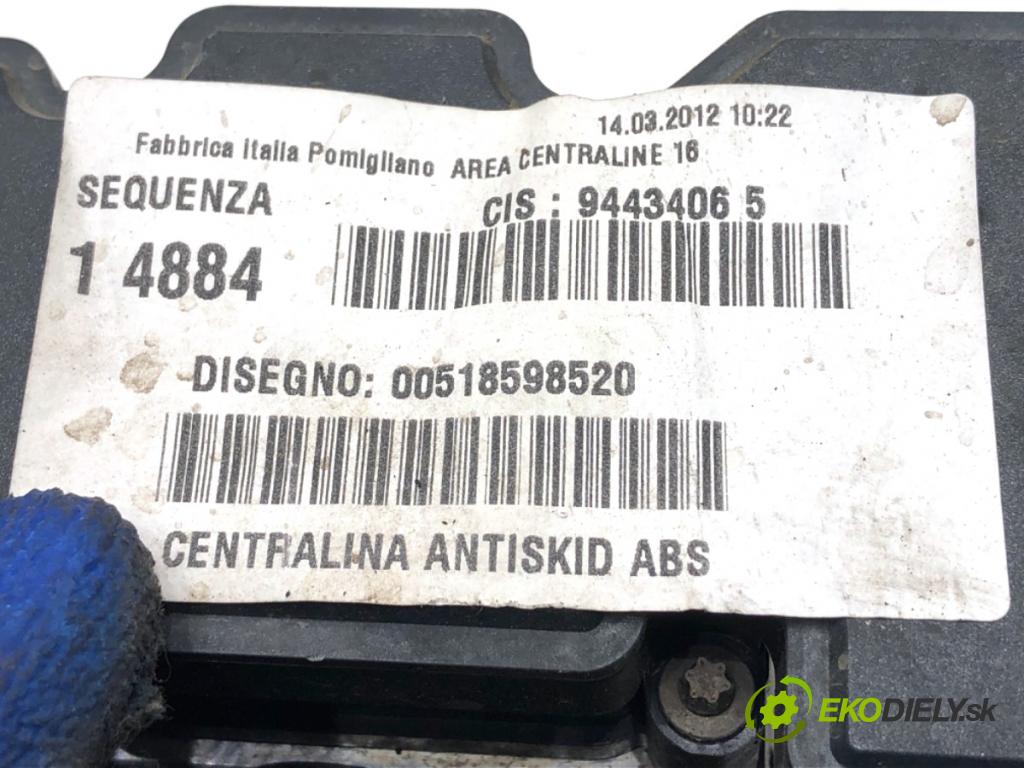 14.03.2012 10:22
Fabbrica italia Pomigliano AREA CENTRALINE 16
SEQUENZA
CIS : 9443406 5
1 4884
DISEGNO: 00518598520
CENTRALINA ANTISKID ABS
EKODIELY.sk